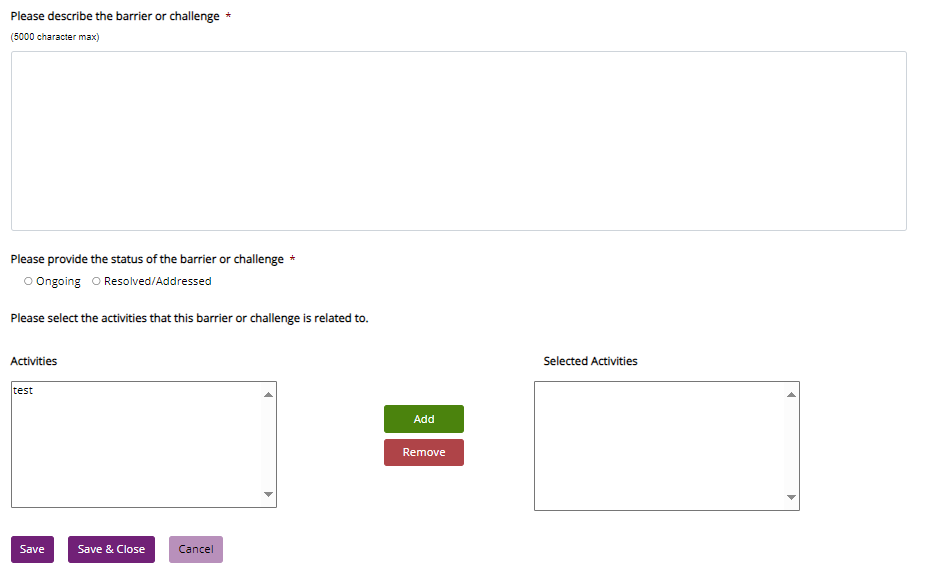 Please describe the barrier or challenge *
(5000 character max)
Please provide the status of the barrier or challenge *
Ongoing Resolved/Addressed
Please select the activities that this barrier or challenge is related to.
Activities Selected Activities
test
Add
Remove
Save Save & Close Cancel